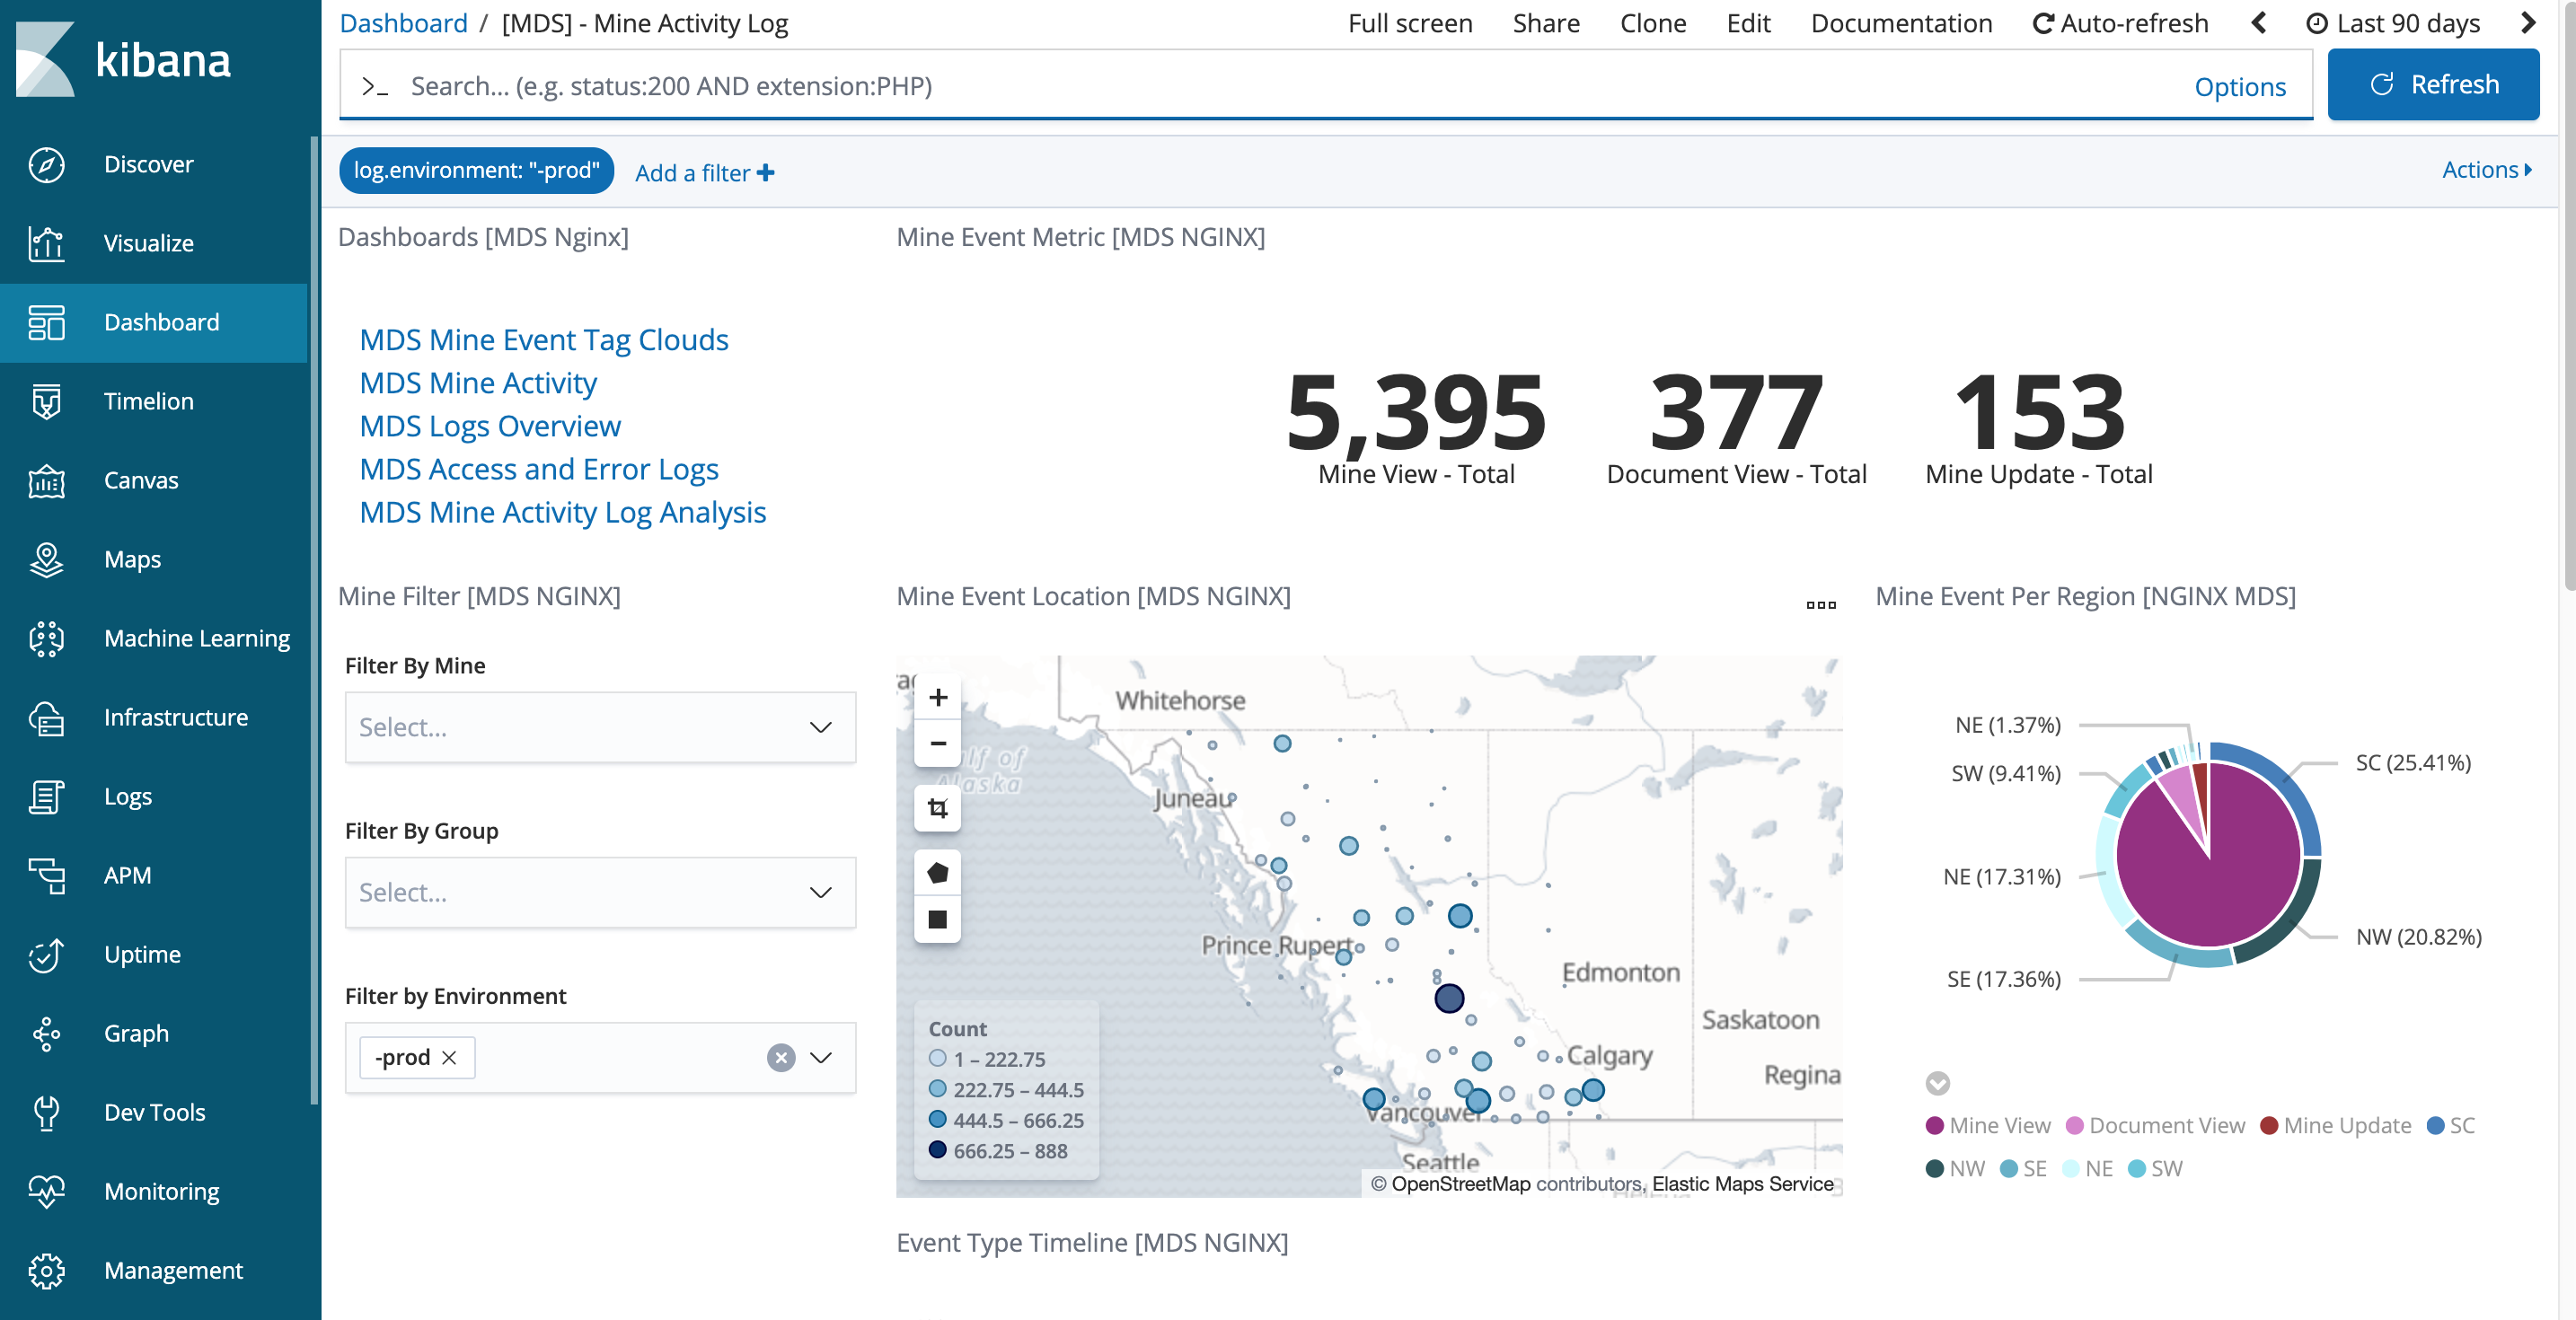 kibana
Discover
Visualize
Dashboard
Timelion
Canvas
Maps
Machine Learning
Infrastructure
Logs
APM
Uptime
Graph
Dev Tools
Monitoring
Management
Dashboard / [MDS] - Mine Activity Log
Full screen Share Clone Edit Documentation Auto-refresh Last 90 days
>_ Search... (e.g. status:200 AND extension:PHP) Options Refresh
log.environment: "-prod" Add a filter + Actions
Dashboards [MDS Nginx]
MDS Mine Event Tag Clouds
MDS Mine Activity
MDS Logs Overview
MDS Access and Error Logs
MDS Mine Activity Log Analysis
Mine Event Metric [MDS NGINX]
5,395 377 153
Mine View - Total Document View - Total Mine Update - Total
Mine Filter [MDS NGINX]
Filter By Mine
Select...
Filter By Group
Select...
Filter by Environment
-prod
Mine Event Location [MDS NGINX]
+
−
Whitehorse
Alaska
Juneau
Prince Rupert
Edmonton
Saskatoon
Calgary
Regina
Vancouver
Seattle
Count
1 – 222.75
222.75 – 444.5
444.5 – 666.25
666.25 – 888
© OpenStreetMap contributors, Elastic Maps Service
Mine Event Per Region [NGINX MDS]
NE (1.37%)
SW (9.41%)
SC (25.41%)
NE (17.31%)
NW (20.82%)
SE (17.36%)
Mine View Document View Mine Update SC
NW SE NE SW
Event Type Timeline [MDS NGINX]